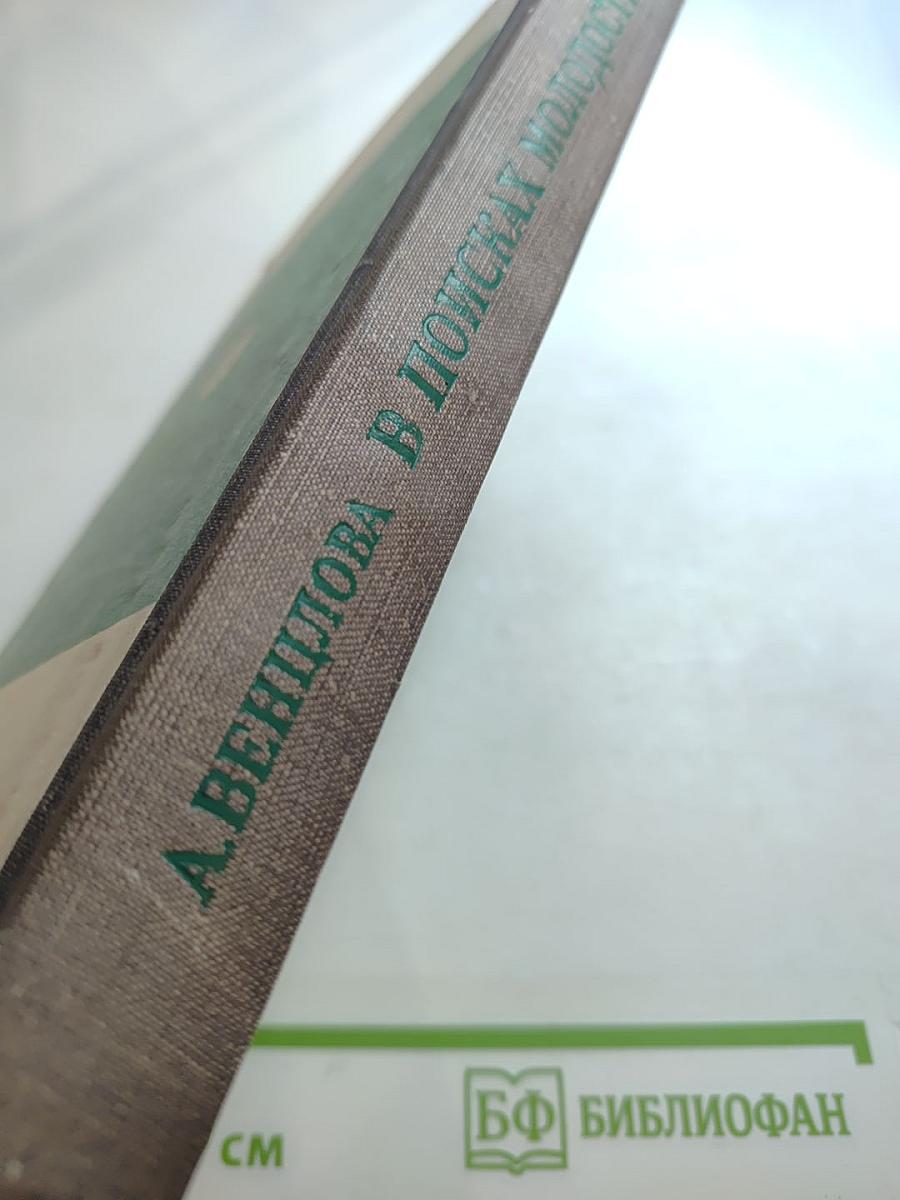 А. ВЕНЦЛОВА В ПОИСКАХ МОЛОДОСТИ
см
БФ БИБЛИОФАН